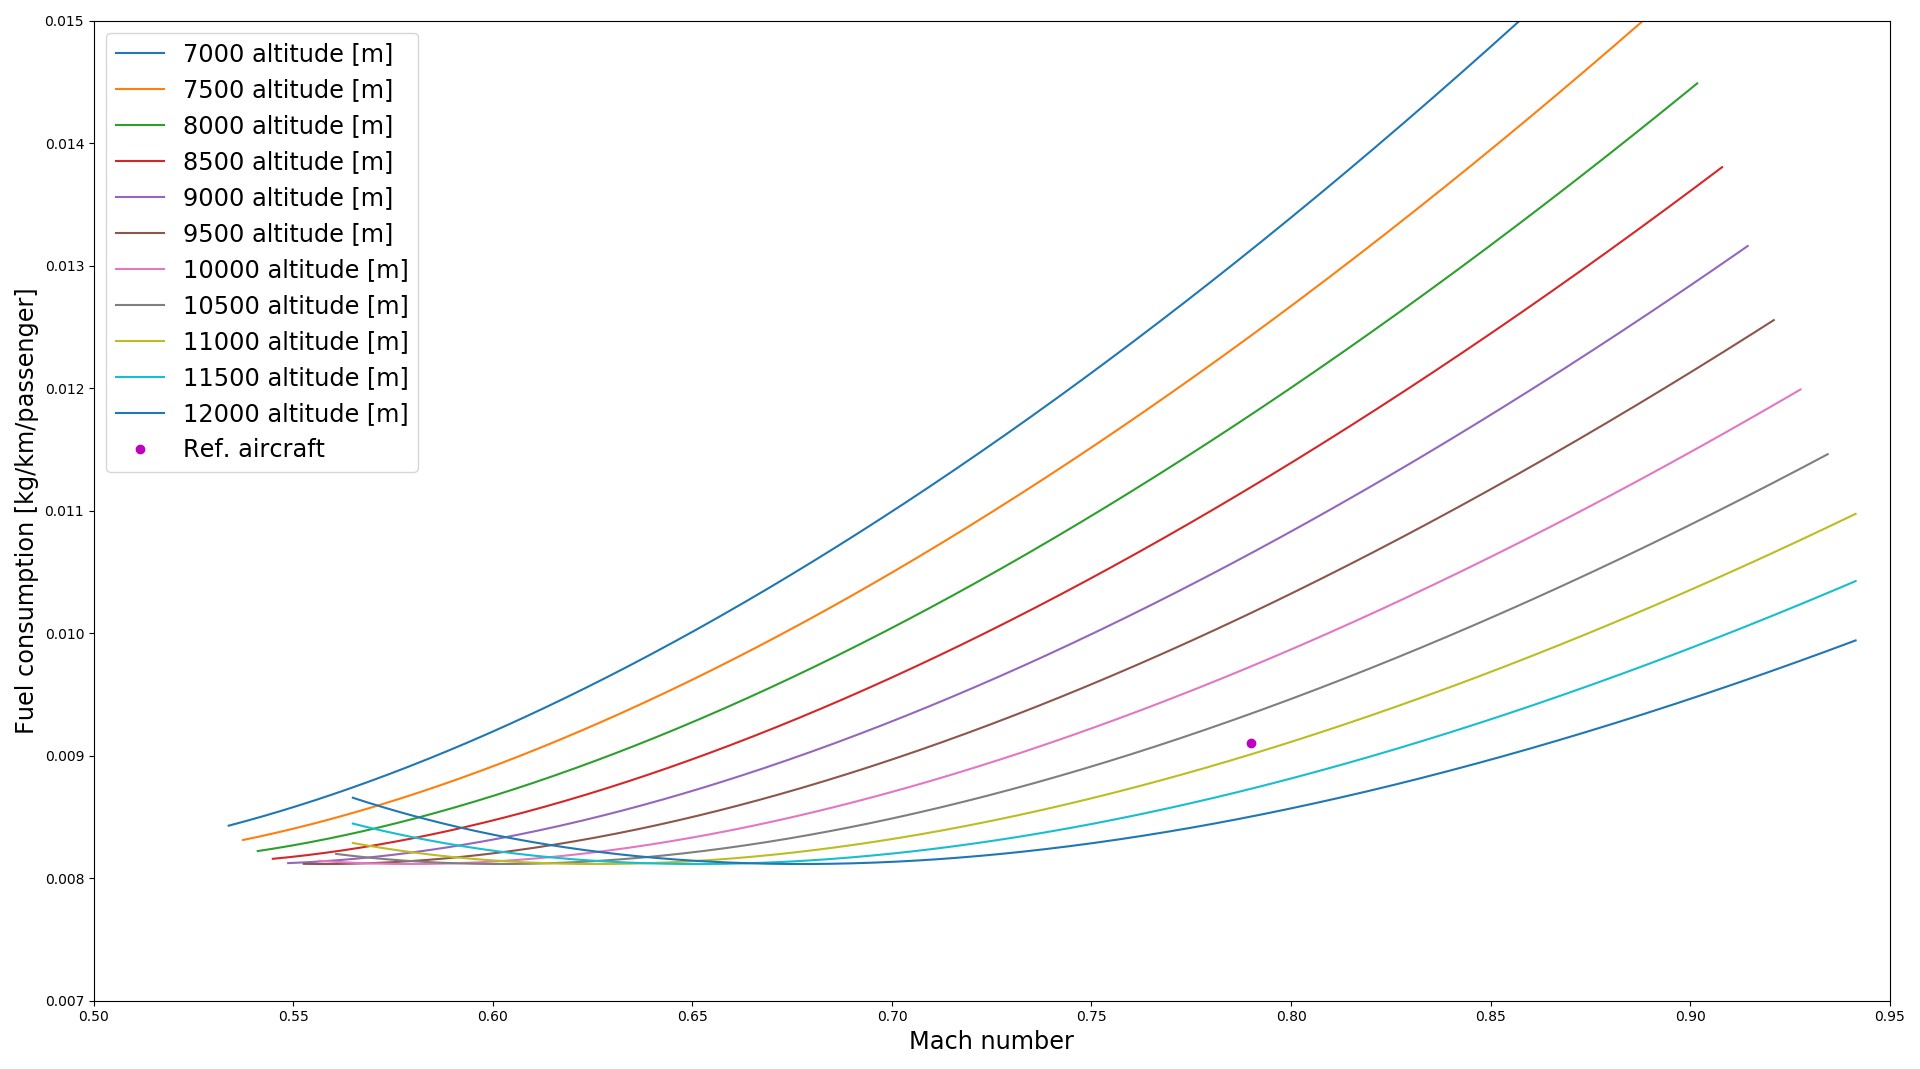 0.015
0.014
0.013
0.012
0.011
0.010
0.009
0.008
0.007
Fuel consumption [kg/km/passenger]
7000 altitude [m]
7500 altitude [m]
8000 altitude [m]
8500 altitude [m]
9000 altitude [m]
9500 altitude [m]
10000 altitude [m]
10500 altitude [m]
11000 altitude [m]
11500 altitude [m]
12000 altitude [m]
Ref. aircraft
0.50 0.55 0.60 0.65 0.70 0.75 0.80 0.85 0.90 0.95
Mach number